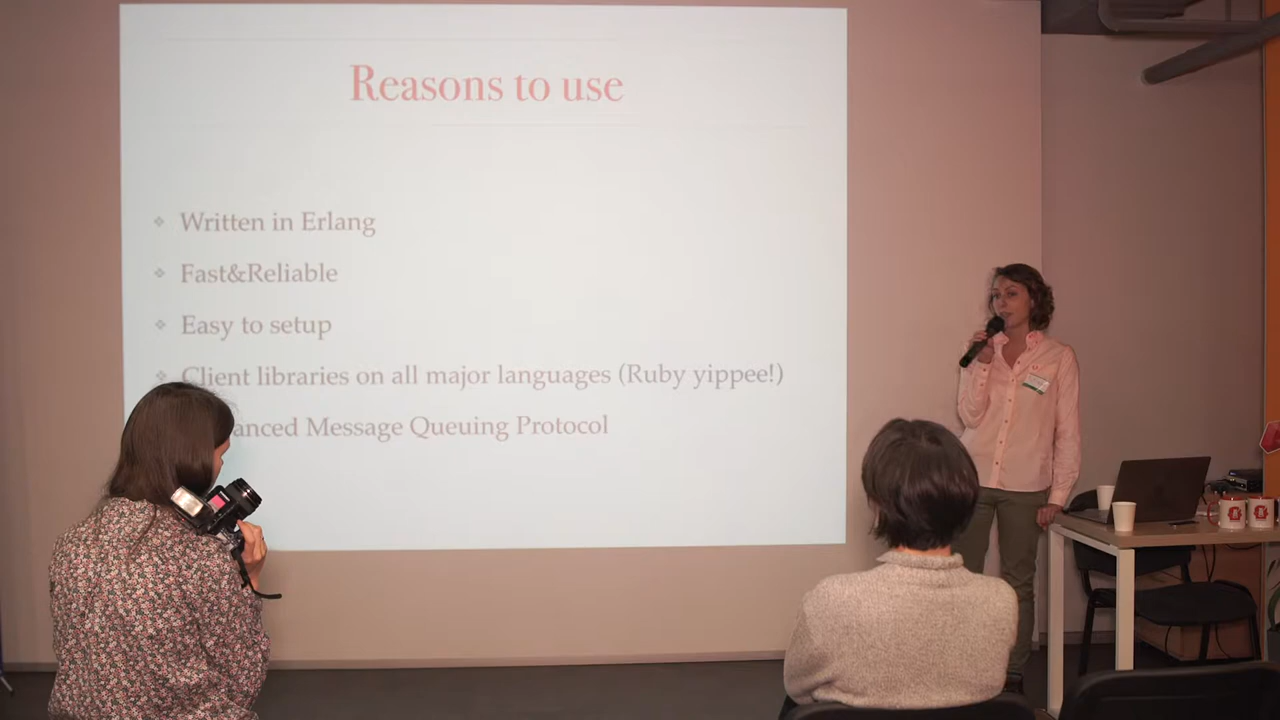 Reasons to use
Written in Erlang
Fast&Reliable
Easy to setup
Client libraries on all major languages (Ruby yippee!)
anced Message Queuing Protocol